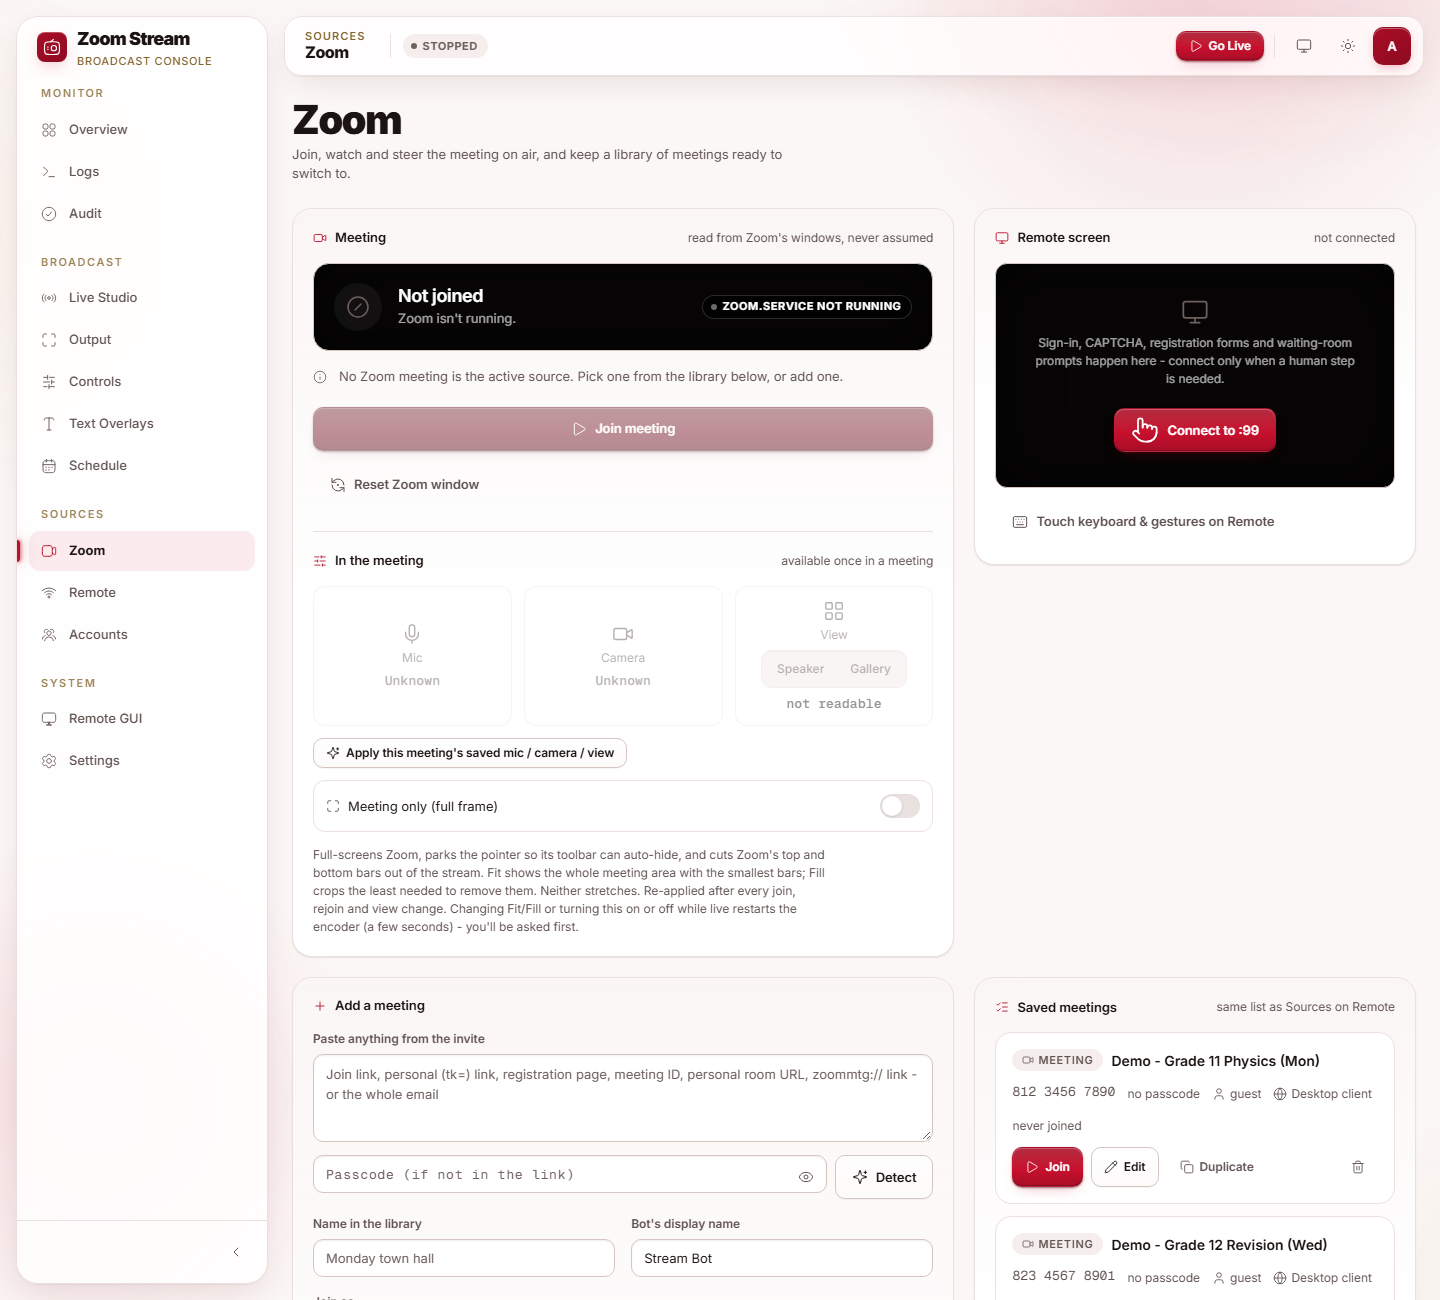 Zoom Stream
BROADCAST CONSOLE
MONITOR
Overview
Logs
Audit
BROADCAST
Live Studio
Output
Controls
Text Overlays
Schedule
SOURCES
Zoom
Remote
Accounts
SYSTEM
Remote GUI
Settings
SOURCES
Zoom
STOPPED
Go Live
A
Zoom
Join, watch and steer the meeting on air, and keep a library of meetings ready to
switch to.
Meeting
read from Zoom's windows, never assumed
Not joined
Zoom isn't running.
ZOOM.SERVICE NOT RUNNING
No Zoom meeting is the active source. Pick one from the library below, or add one.
Join meeting
Reset Zoom window
In the meeting
available once in a meeting
Mic
Unknown
Camera
Unknown
View
Speaker Gallery
not readable
Apply this meeting's saved mic / camera / view
Meeting only (full frame)
Full-screens Zoom, parks the pointer so its toolbar can auto-hide, and cuts Zoom's top and
bottom bars out of the stream. Fit shows the whole meeting area with the smallest bars; Fill
crops the least needed to remove them. Neither stretches. Re-applied after every join,
rejoin and view change. Changing Fit/Fill or turning this on or off while live restarts the
encoder (a few seconds) - you'll be asked first.
Remote screen
not connected
Sign-in, CAPTCHA, registration forms and waiting-room
prompts happen here - connect only when a human step
is needed.
Connect to :99
Touch keyboard & gestures on Remote
Add a meeting
Paste anything from the invite
Join link, personal (tk=) link, registration page, meeting ID, personal room URL, zoommtg:// link -
or the whole email
Passcode (if not in the link)
Detect
Name in the library
Monday town hall
Bot's display name
Stream Bot
Saved meetings
same list as Sources on Remote
MEETING Demo - Grade 11 Physics (Mon)
812 3456 7890 no passcode guest Desktop client
never joined
Join Edit Duplicate
MEETING Demo - Grade 12 Revision (Wed)
823 4567 8901 no passcode guest Desktop client